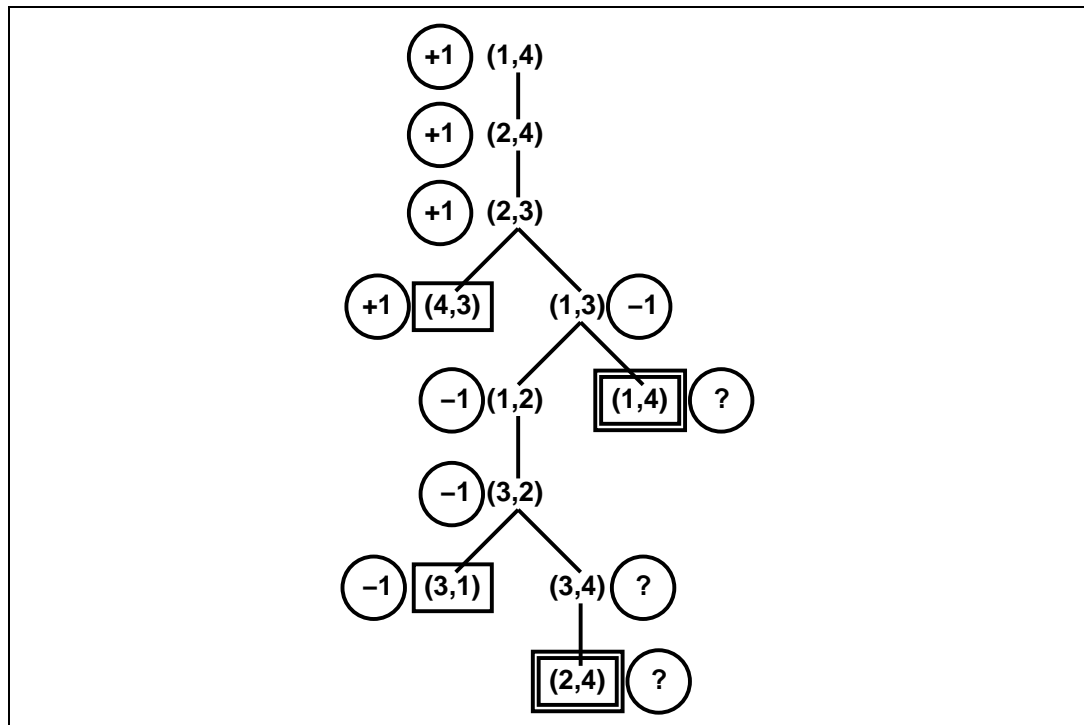 +1 (1,4)
+1 (2,4)
+1 (2,3)
+1 (4,3) (1,3) –1
–1 (1,2) (1,4) ?
–1 (3,2)
–1 (3,1) (3,4) ?
(2,4) ?